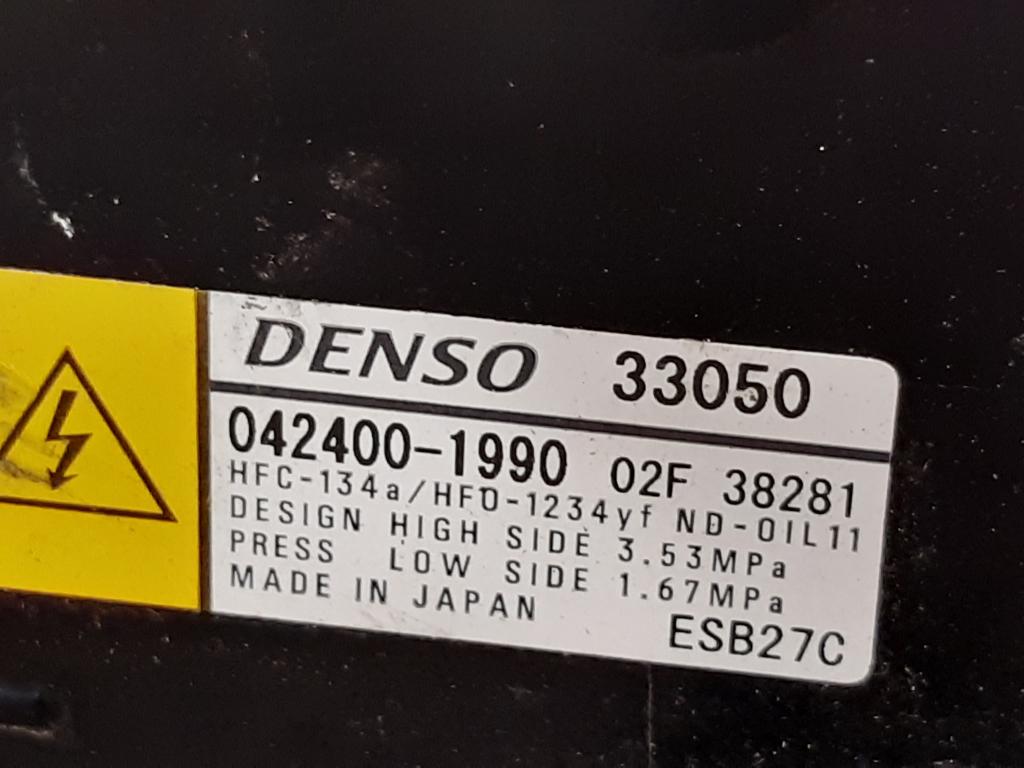 DENSO 33050
042400-1990 02F 38281
HFC-134a/HFO-1234yf ND-OIL11
DESIGN HIGH SIDE 3.53MPa
PRESS LOW SIDE 1.67MPa
MADE IN JAPAN
ESB27C